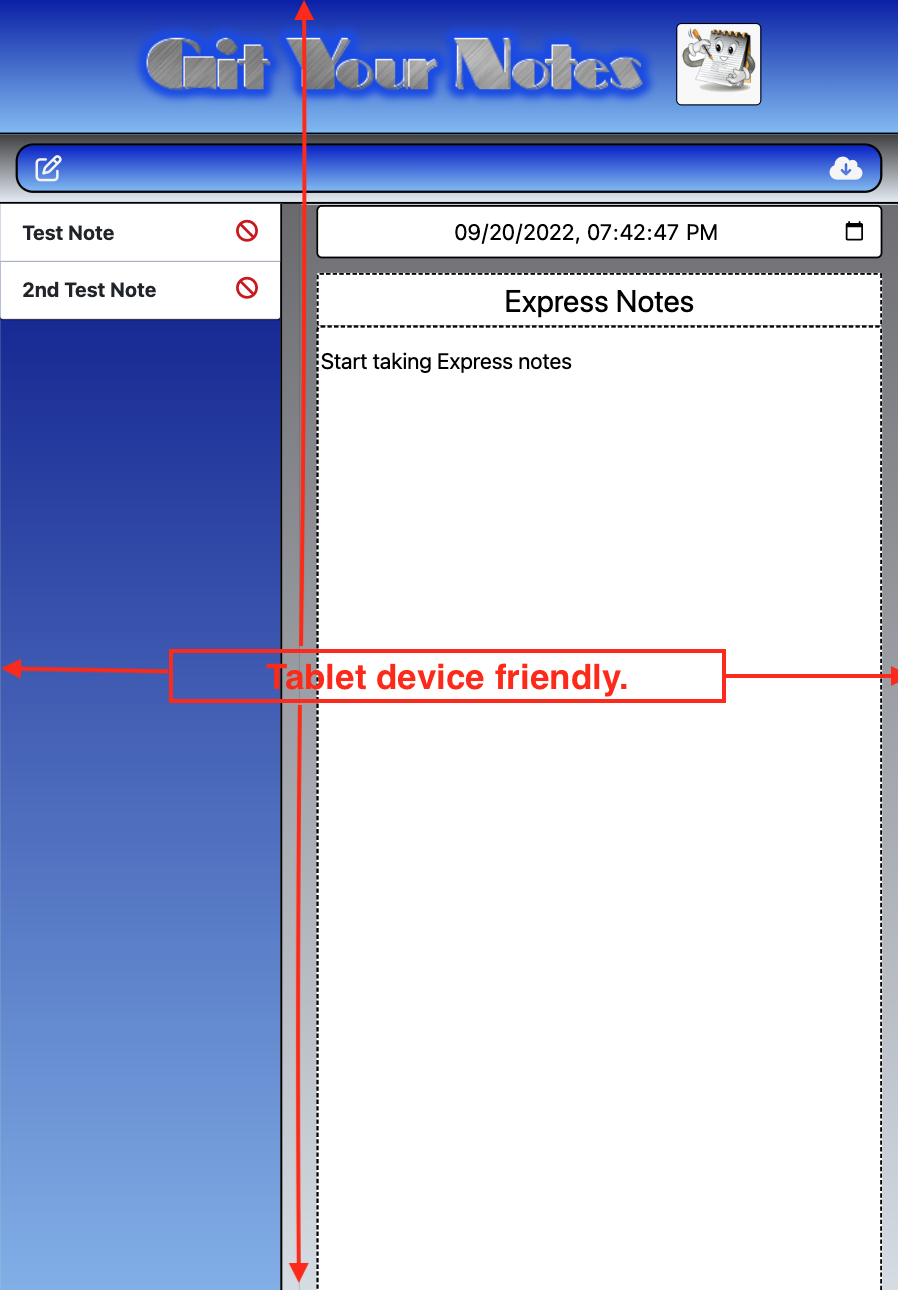 Git Your Notes
Test Note
2nd Test Note
09/20/2022, 07:42:47 PM
Express Notes
Start taking Express notes
Tablet device friendly.